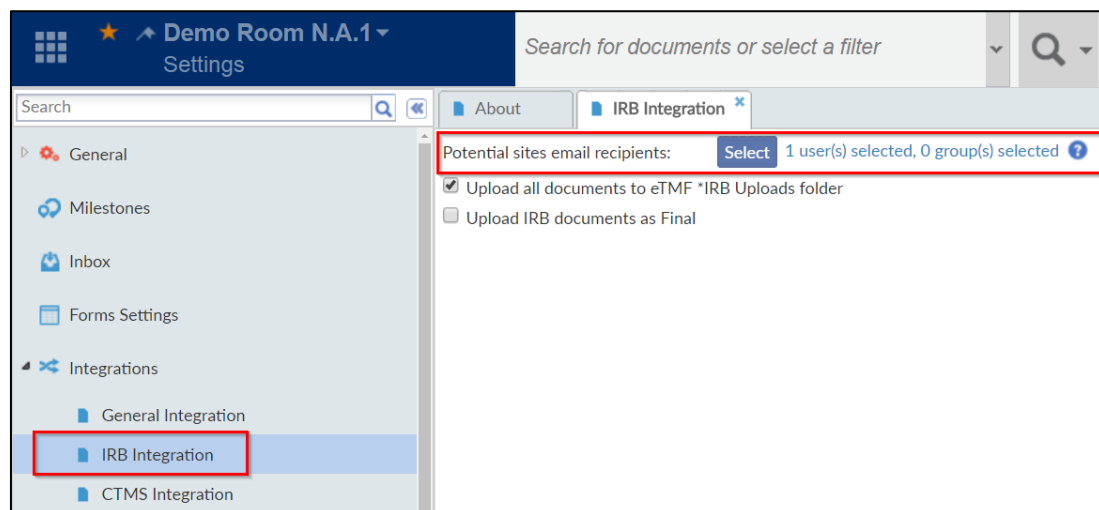 Demo Room N.A.1
Settings
Search for documents or select a filter
Search
General
Milestones
Inbox
Forms Settings
Integrations
General Integration
IRB Integration
CTMS Integration
About
IRB Integration
Potential sites email recipients: Select 1 user(s) selected, 0 group(s) selected ?
Upload all documents to eTMF *IRB Uploads folder
Upload IRB documents as Final